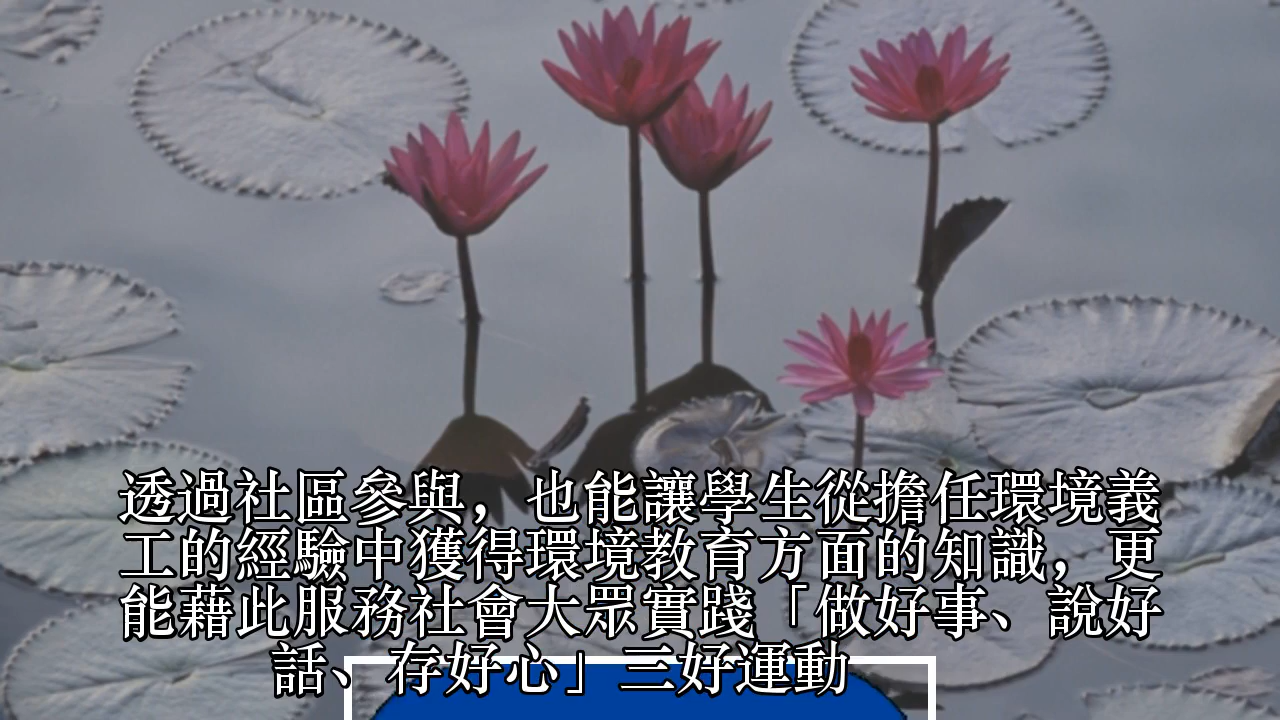 透過社區參與，也能讓學生從擔任環境義
工的經驗中獲得環境教育方面的知識，更
能藉此服務社會大眾實踐「做好事、說好
話、存好心」三好運動